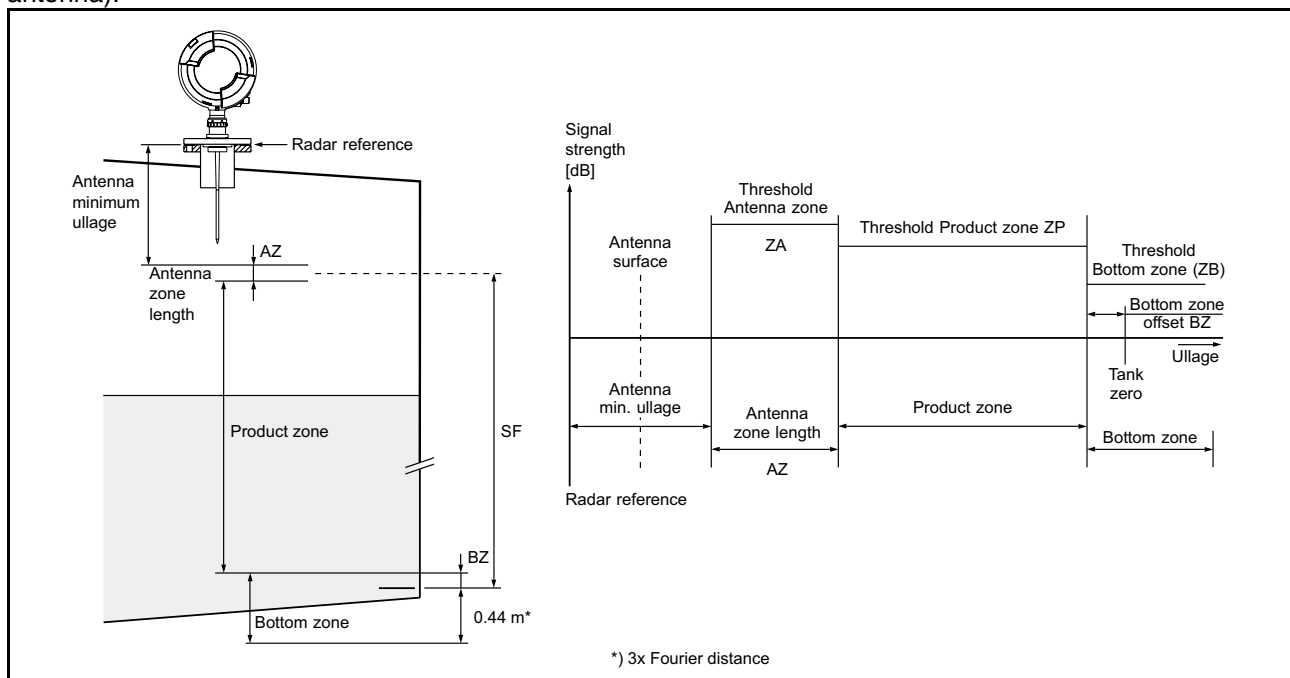 antenna).
Radar reference
Antenna
minimum
ullage
AZ
Antenna
zone
length
Product zone
SF
BZ
0.44 m*
Bottom zone
Signal
strength
[dB]
Threshold
Antenna zone
ZA
Threshold Product zone ZP
Threshold
Bottom zone (ZB)
Antenna
surface
Bottom zone
offset BZ
Ullage
Tank
zero
Antenna
min. ullage
Antenna
zone length
AZ
Product zone
Bottom zone
Radar reference
*) 3x Fourier distance